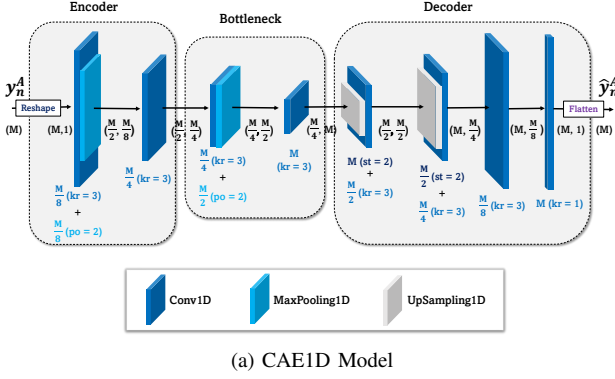 Encoder
Bottleneck
Decoder
y_n^A
Reshape
(M)
(M, 1)
(M/2, M/8)
(M/2, M/4)
(M/4, M/2)
(M/4, M)
(M/2, M/2)
(M, M/4)
(M, M/8)
(M, 1)
Flatten
ŷ_n^A
(M)
M/8 (kr = 3)
+
M/8 (po = 2)
M/4 (kr = 3)
M/4 (kr = 3)
+
M/2 (po = 2)
M
(kr = 3)
M (st = 2)
+
M/2 (kr = 3)
M/2 (st = 2)
+
M/4 (kr = 3)
M/8 (kr = 3)
M (kr = 1)
Conv1D
MaxPooling1D
UpSampling1D
(a) CAE1D Model